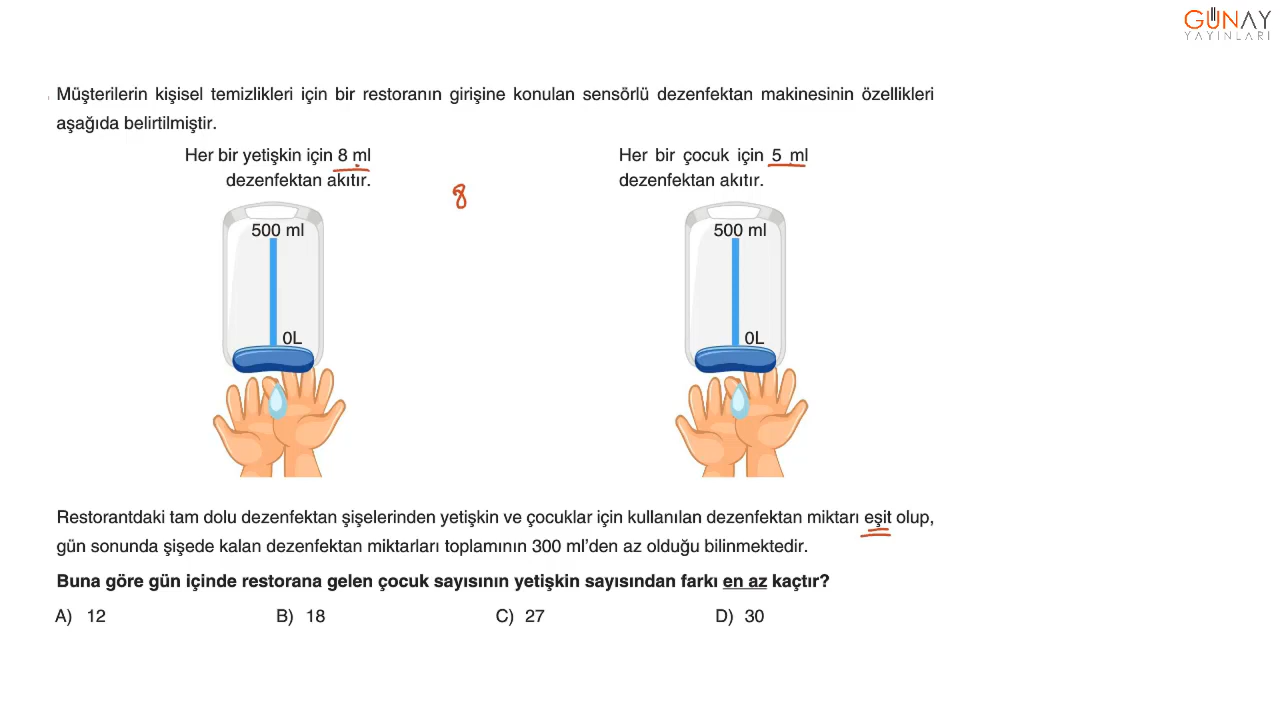 GÜNAY
YAYINLARI
Müşterilerin kişisel temizlikleri için bir restoranın girişine konulan sensörlü dezenfektan makinesinin özellikleri
aşağıda belirtilmiştir.
Her bir yetişkin için 8 ml
dezenfektan akıtır.
Her bir çocuk için 5 ml
dezenfektan akıtır.
8
500 ml
0L
500 ml
0L
Restorantdaki tam dolu dezenfektan şişelerinden yetişkin ve çocuklar için kullanılan dezenfektan miktarı eşit olup,
gün sonunda şişede kalan dezenfektan miktarları toplamının 300 ml'den az olduğu bilinmektedir.
Buna göre gün içinde restorana gelen çocuk sayısının yetişkin sayısından farkı en az kaçtır?
A) 12
B) 18
C) 27
D) 30